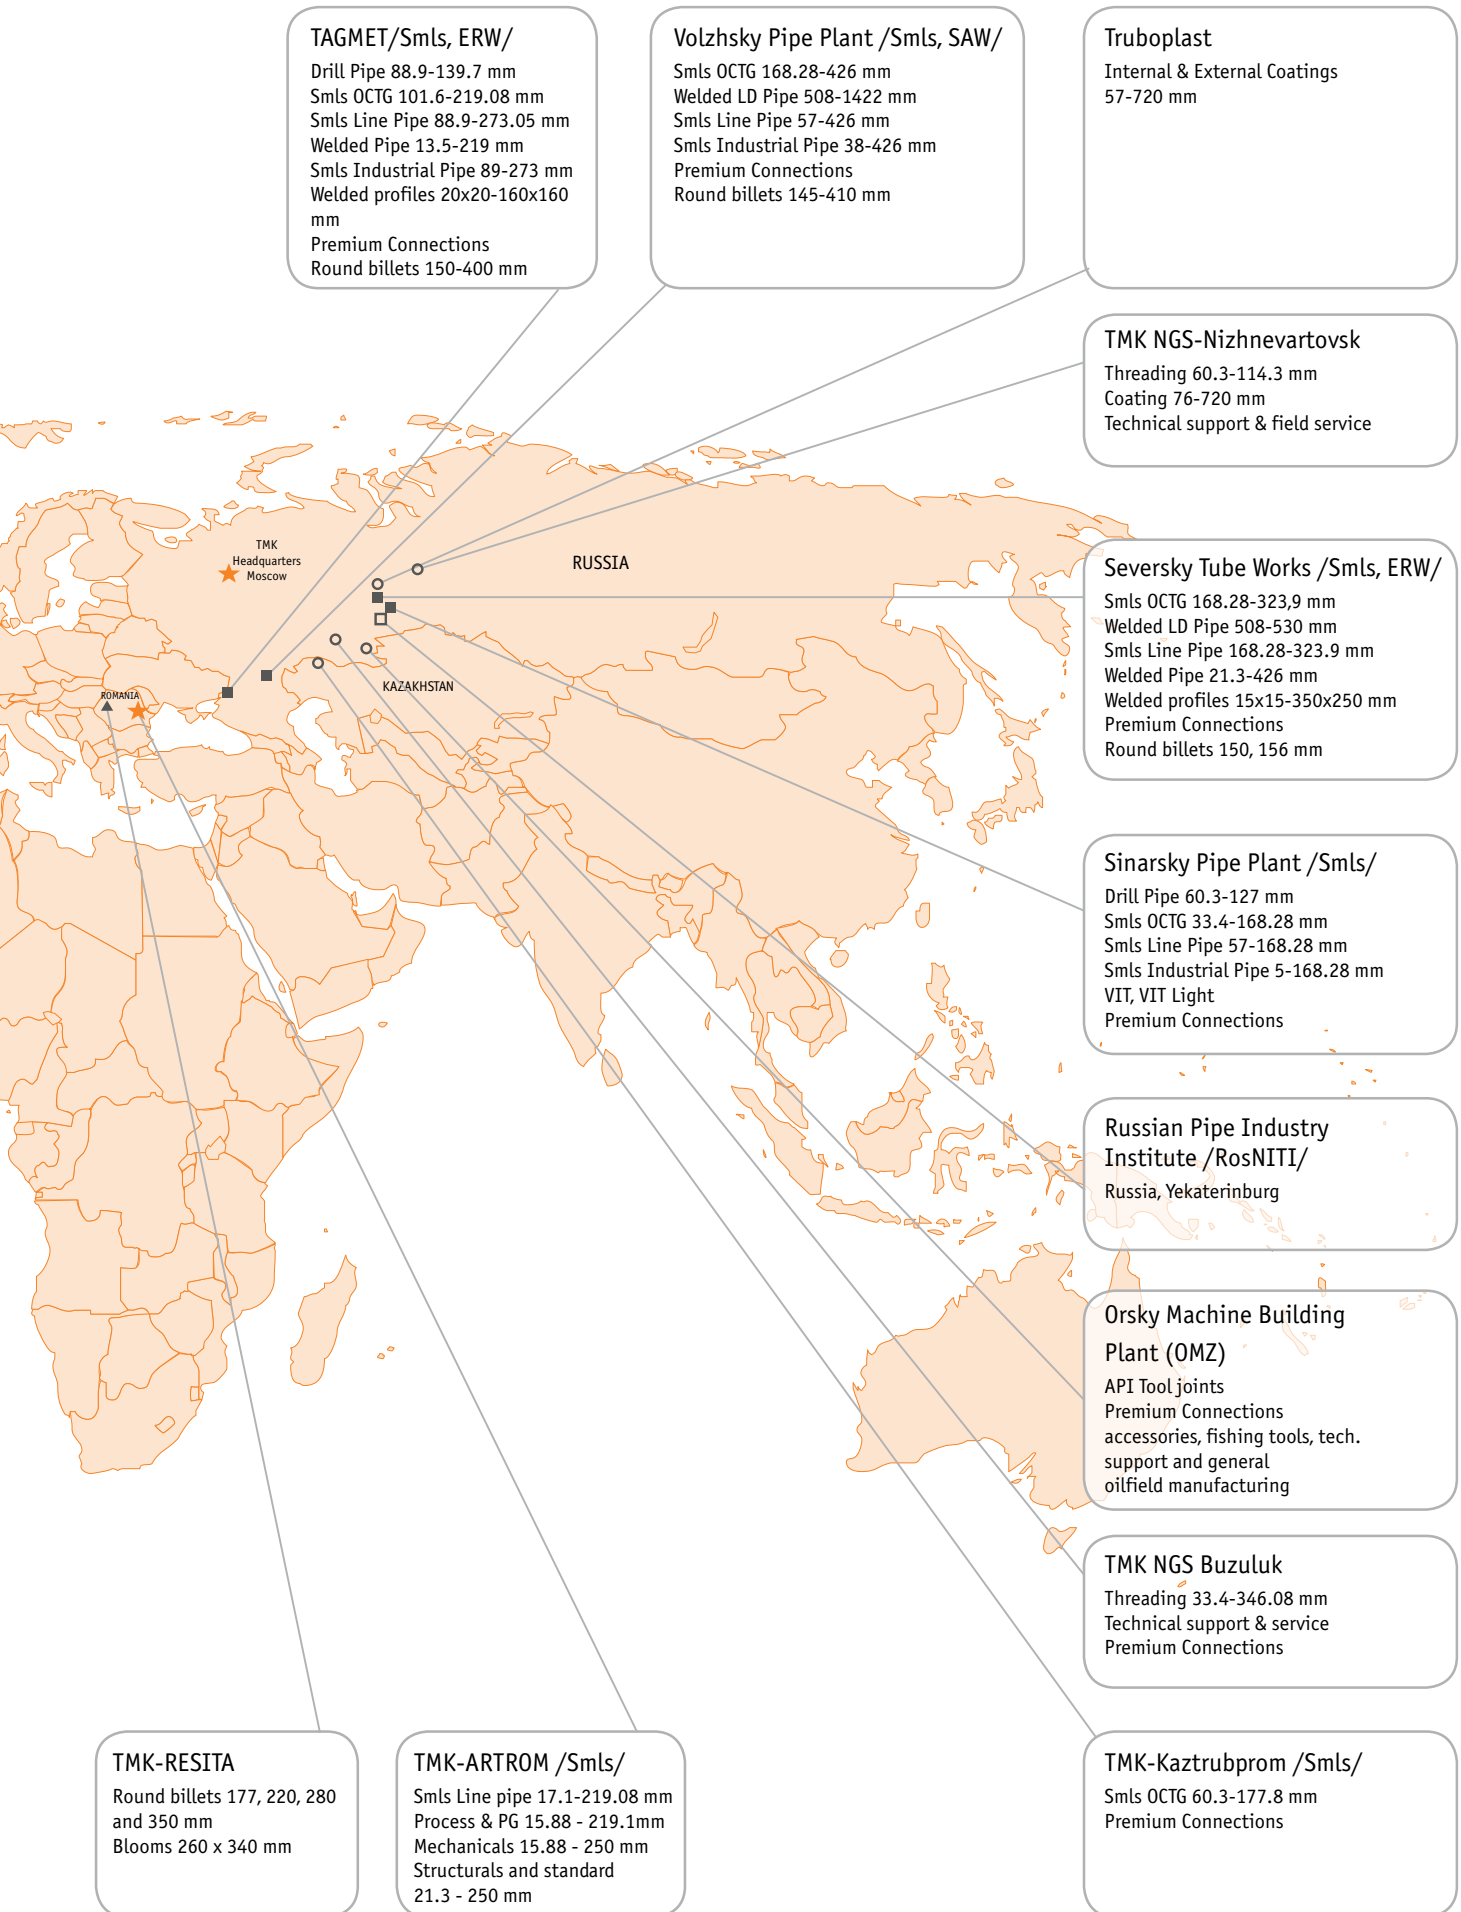 TAGMET/Smls, ERW/
Drill Pipe 88.9-139.7 mm
Smls OCTG 101.6-219.08 mm
Smls Line Pipe 88.9-273.05 mm
Welded Pipe 13.5-219 mm
Smls Industrial Pipe 89-273 mm
Welded profiles 20x20-160x160
mm
Premium Connections
Round billets 150-400 mm
Volzhsky Pipe Plant /Smls, SAW/
Smls OCTG 168.28-426 mm
Welded LD Pipe 508-1422 mm
Smls Line Pipe 57-426 mm
Smls Industrial Pipe 38-426 mm
Premium Connections
Round billets 145-410 mm
Truboplast
Internal & External Coatings
57-720 mm
TMK NGS-Nizhnevartovsk
Threading 60.3-114.3 mm
Coating 76-720 mm
Technical support & field service
TMK
Headquarters
Moscow
RUSSIA
KAZAKHSTAN
ROMANIA
Seversky Tube Works /Smls, ERW/
Smls OCTG 168.28-323,9 mm
Welded LD Pipe 508-530 mm
Smls Line Pipe 168.28-323.9 mm
Welded Pipe 21.3-426 mm
Welded profiles 15x15-350x250 mm
Premium Connections
Round billets 150, 156 mm
Sinarsky Pipe Plant /Smls/
Drill Pipe 60.3-127 mm
Smls OCTG 33.4-168.28 mm
Smls Line Pipe 57-168.28 mm
Smls Industrial Pipe 5-168.28 mm
VIT, VIT Light
Premium Connections
Russian Pipe Industry
Institute /RosNITI/
Russia, Yekaterinburg
Orsky Machine Building
Plant (OMZ)
API Tool joints
Premium Connections
accessories, fishing tools, tech.
support and general
oilfield manufacturing
TMK NGS Buzuluk
Threading 33.4-346.08 mm
Technical support & service
Premium Connections
TMK-RESITA
Round billets 177, 220, 280
and 350 mm
Blooms 260 x 340 mm
TMK-ARTROM /Smls/
Smls Line pipe 17.1-219.08 mm
Process & PG 15.88 - 219.1mm
Mechanicals 15.88 - 250 mm
Structurals and standard
21.3 - 250 mm
TMK-Kaztrubprom /Smls/
Smls OCTG 60.3-177.8 mm
Premium Connections